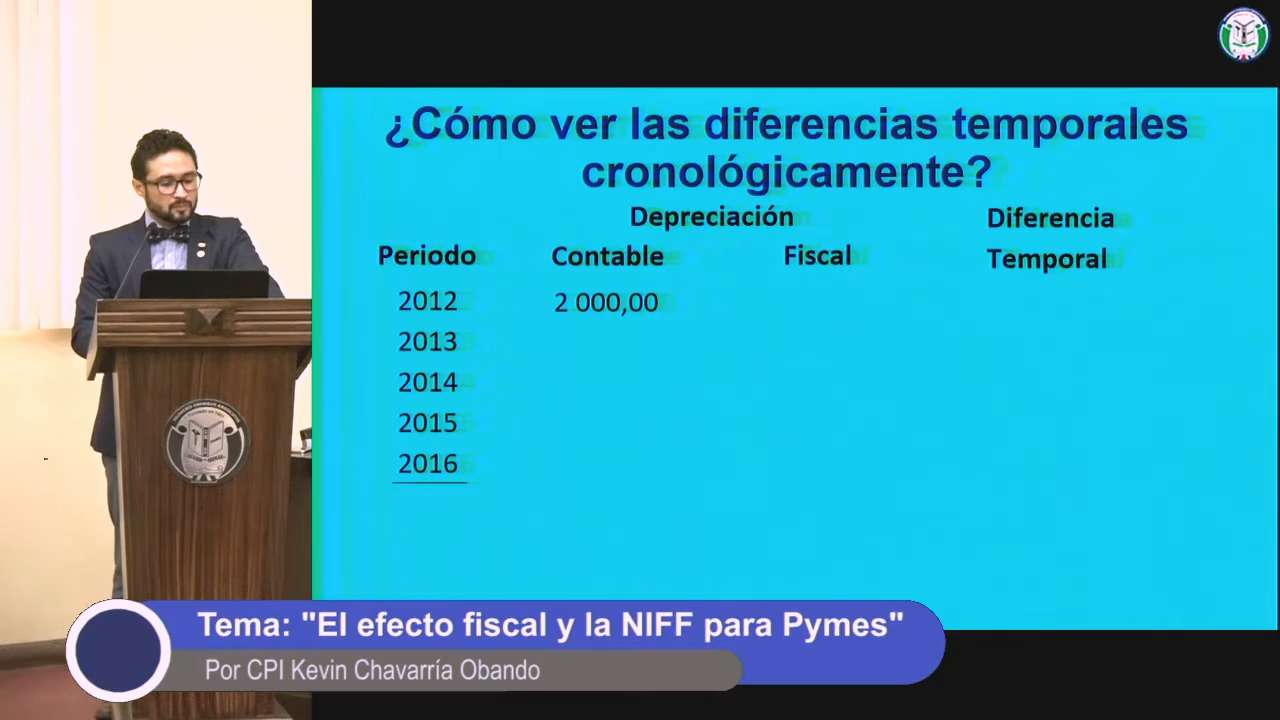 ¿Cómo ver las diferencias temporales
cronológicamente?
Depreciación
Diferencia
Periodo
Contable
Fiscal
Temporal
2012
2 000,00
2013
2014
2015
2016
Tema: "El efecto fiscal y la NIFF para Pymes"
Por CPI Kevin Chavarría Obando